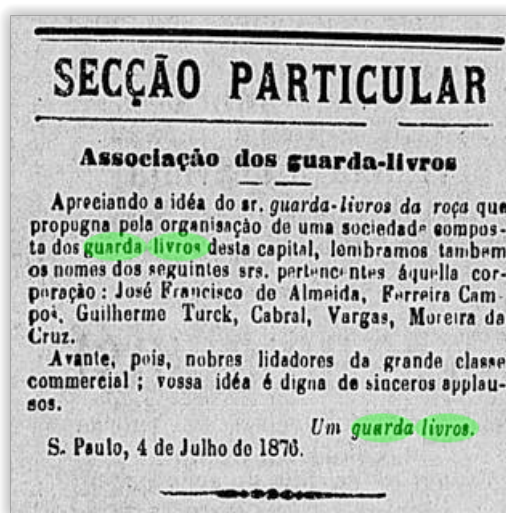 SECÇÃO PARTICULAR
Associação dos guarda-livros
Apreciando a idéa do sr. guarda-livros da roça que
propugna pela organisação de uma sociedade compos-
ta dos guarda-livros desta capital, lembramos tambem
os nomes dos seguintes srs. pertencentes áquella cor-
poração: José Francisco de Almeida, Ferreira Cam-
pos, Guilherme Turck, Cabral, Vargas, Moreira da
Cruz.
Avante, pois, nobres lidadores da grande classe
commercial; vossa idéa é digna de sinceros applau-
sos.
Um guarda livros.
S. Paulo, 4 de Julho de 1876.